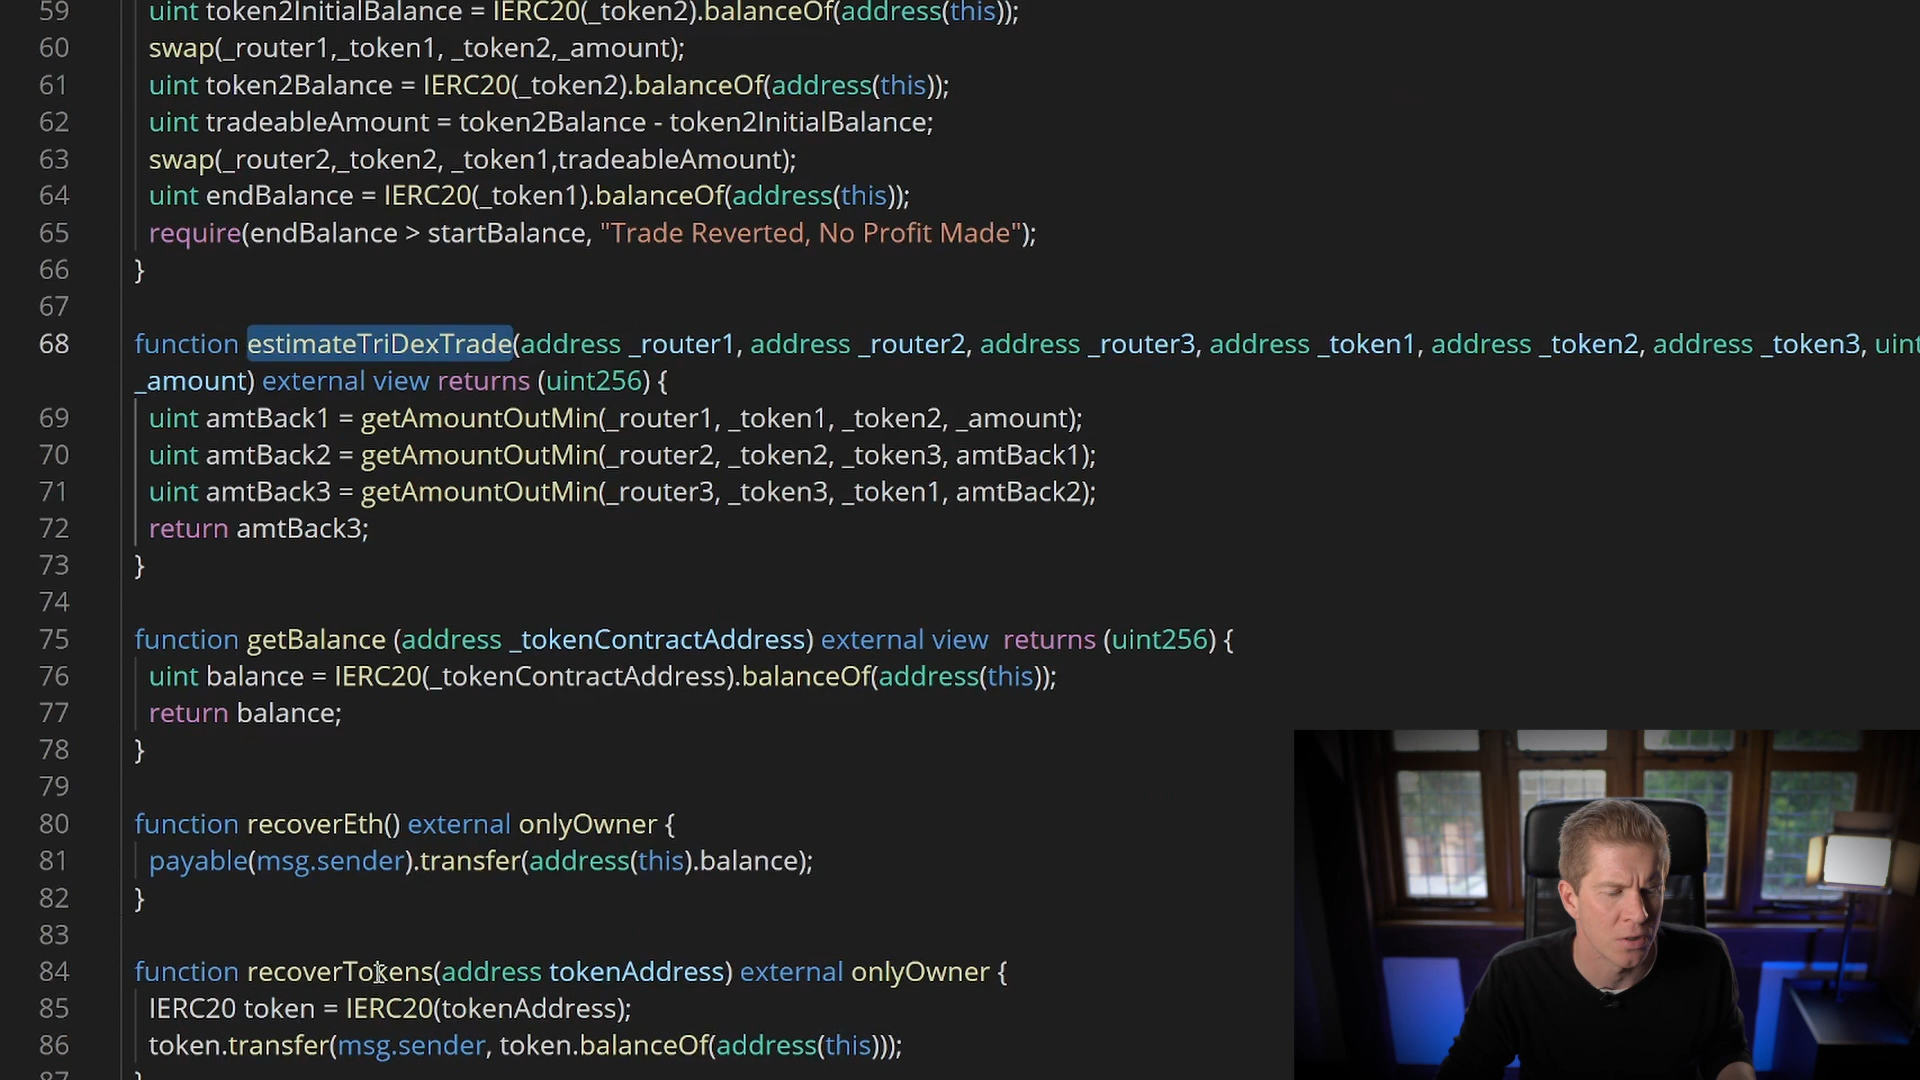 59 uint token2InitialBalance = IERC20(_token2).balanceOf(address(this));
60 swap(_router1,_token1, _token2,_amount);
61 uint token2Balance = IERC20(_token2).balanceOf(address(this));
62 uint tradeableAmount = token2Balance - token2InitialBalance;
63 swap(_router2,_token2, _token1,tradeableAmount);
64 uint endBalance = IERC20(_token1).balanceOf(address(this));
65 require(endBalance > startBalance, "Trade Reverted, No Profit Made");
66 }
67
68 function estimateTriDexTrade(address _router1, address _router2, address _router3, address _token1, address _token2, address _token3, uint
_amount) external view returns (uint256) {
69 uint amtBack1 = getAmountOutMin(_router1, _token1, _token2, _amount);
70 uint amtBack2 = getAmountOutMin(_router2, _token2, _token3, amtBack1);
71 uint amtBack3 = getAmountOutMin(_router3, _token3, _token1, amtBack2);
72 return amtBack3;
73 }
74
75 function getBalance (address _tokenContractAddress) external view  returns (uint256) {
76 uint balance = IERC20(_tokenContractAddress).balanceOf(address(this));
77 return balance;
78 }
79
80 function recoverEth() external onlyOwner {
81 payable(msg.sender).transfer(address(this).balance);
82 }
83
84 function recoverTokens(address tokenAddress) external onlyOwner {
85 IERC20 token = IERC20(tokenAddress);
86 token.transfer(msg.sender, token.balanceOf(address(this)));
87 }